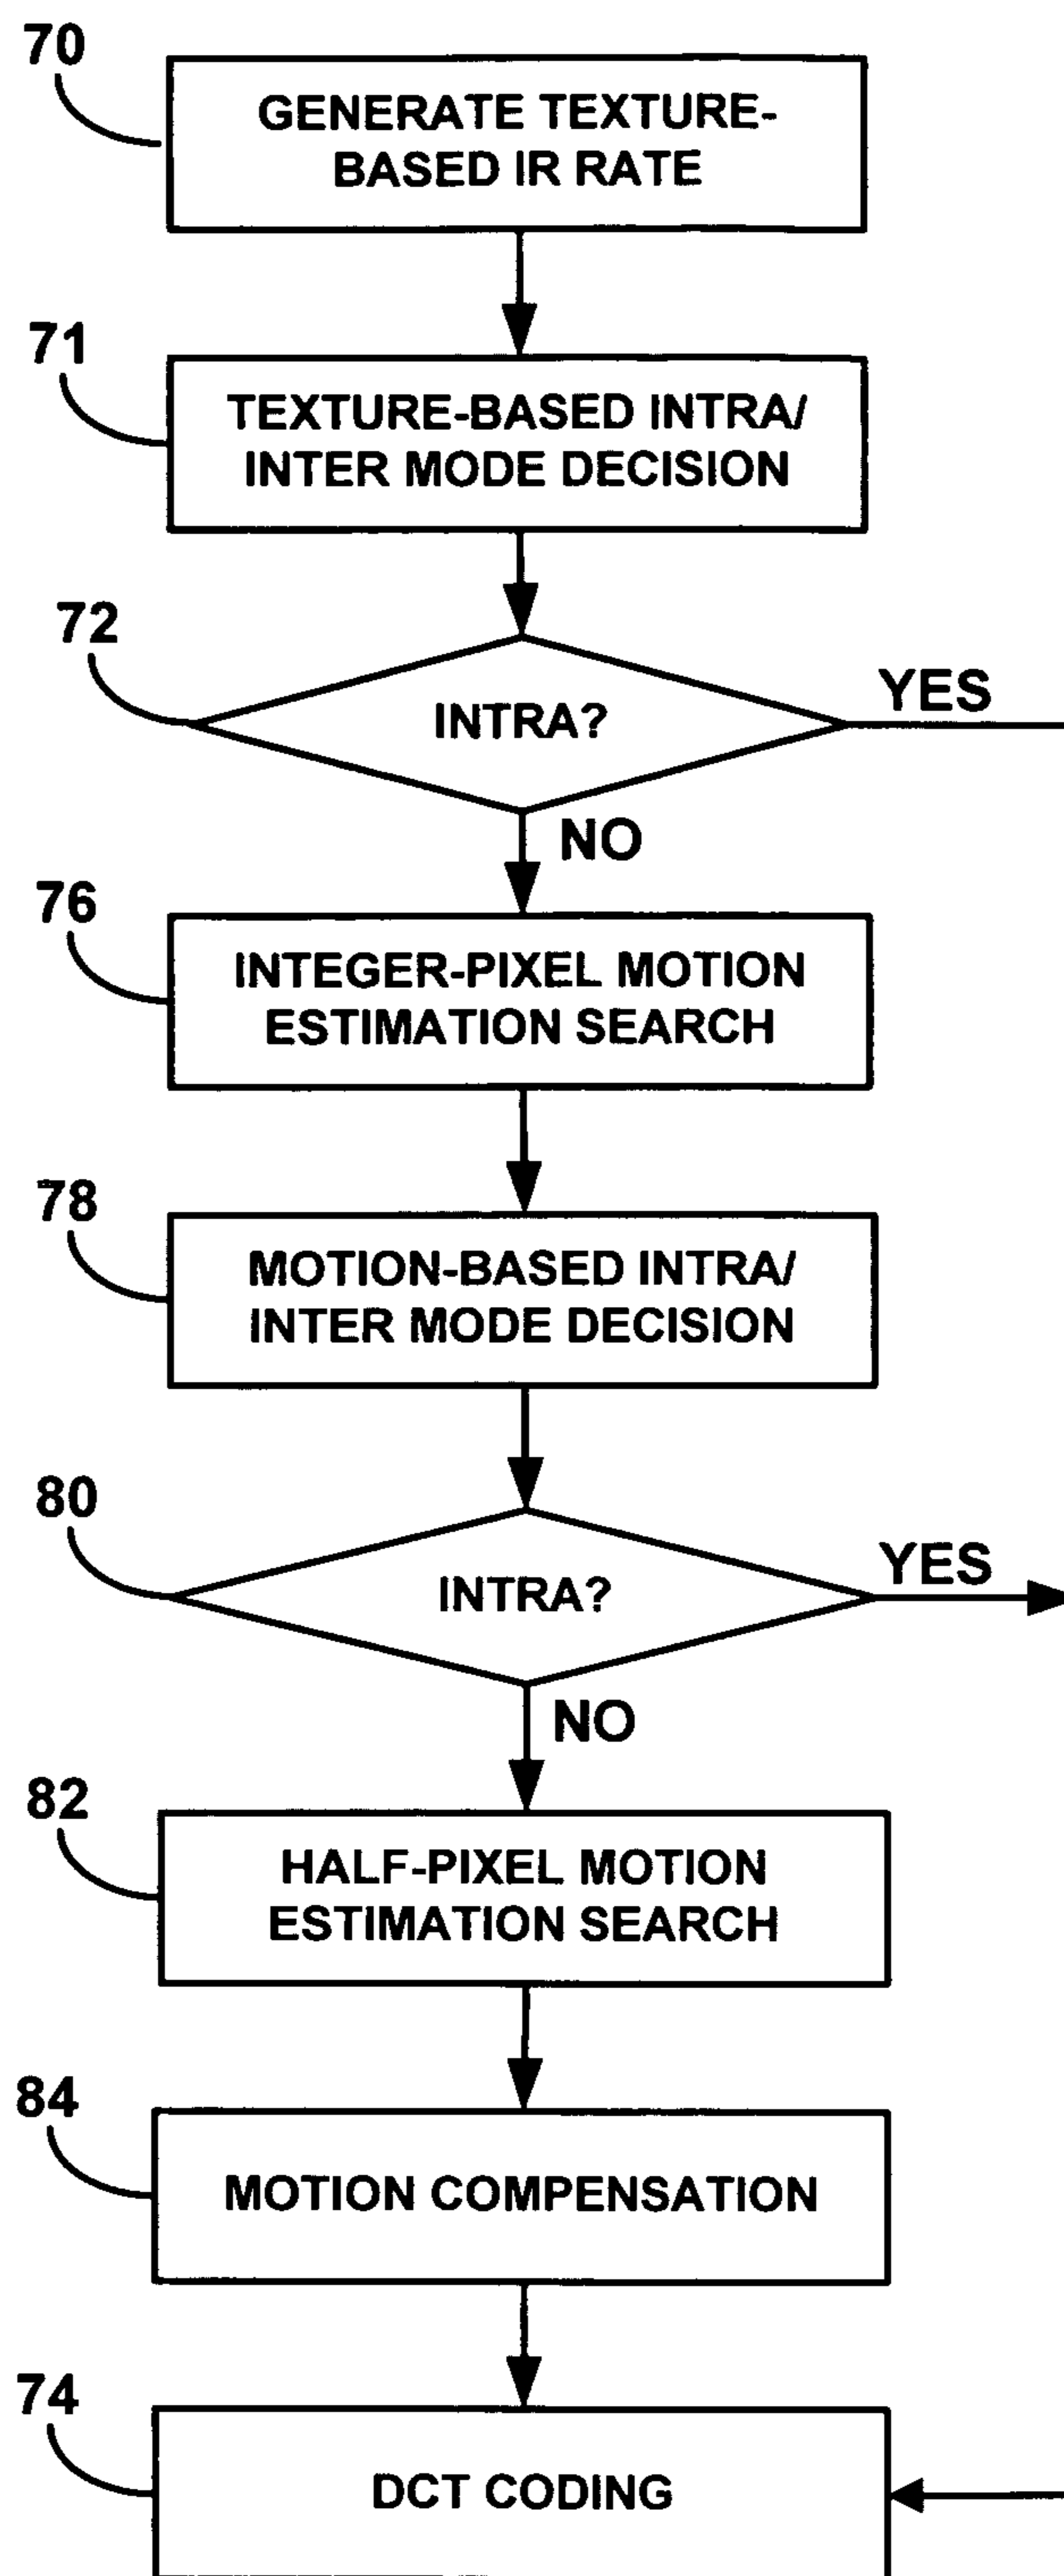 70
GENERATE TEXTURE-
BASED IR RATE
71
TEXTURE-BASED INTRA/
INTER MODE DECISION
72
INTRA?
YES
NO
76
INTEGER-PIXEL MOTION
ESTIMATION SEARCH
78
MOTION-BASED INTRA/
INTER MODE DECISION
80
INTRA?
YES
NO
82
HALF-PIXEL MOTION
ESTIMATION SEARCH
84
MOTION COMPENSATION
74
DCT CODING